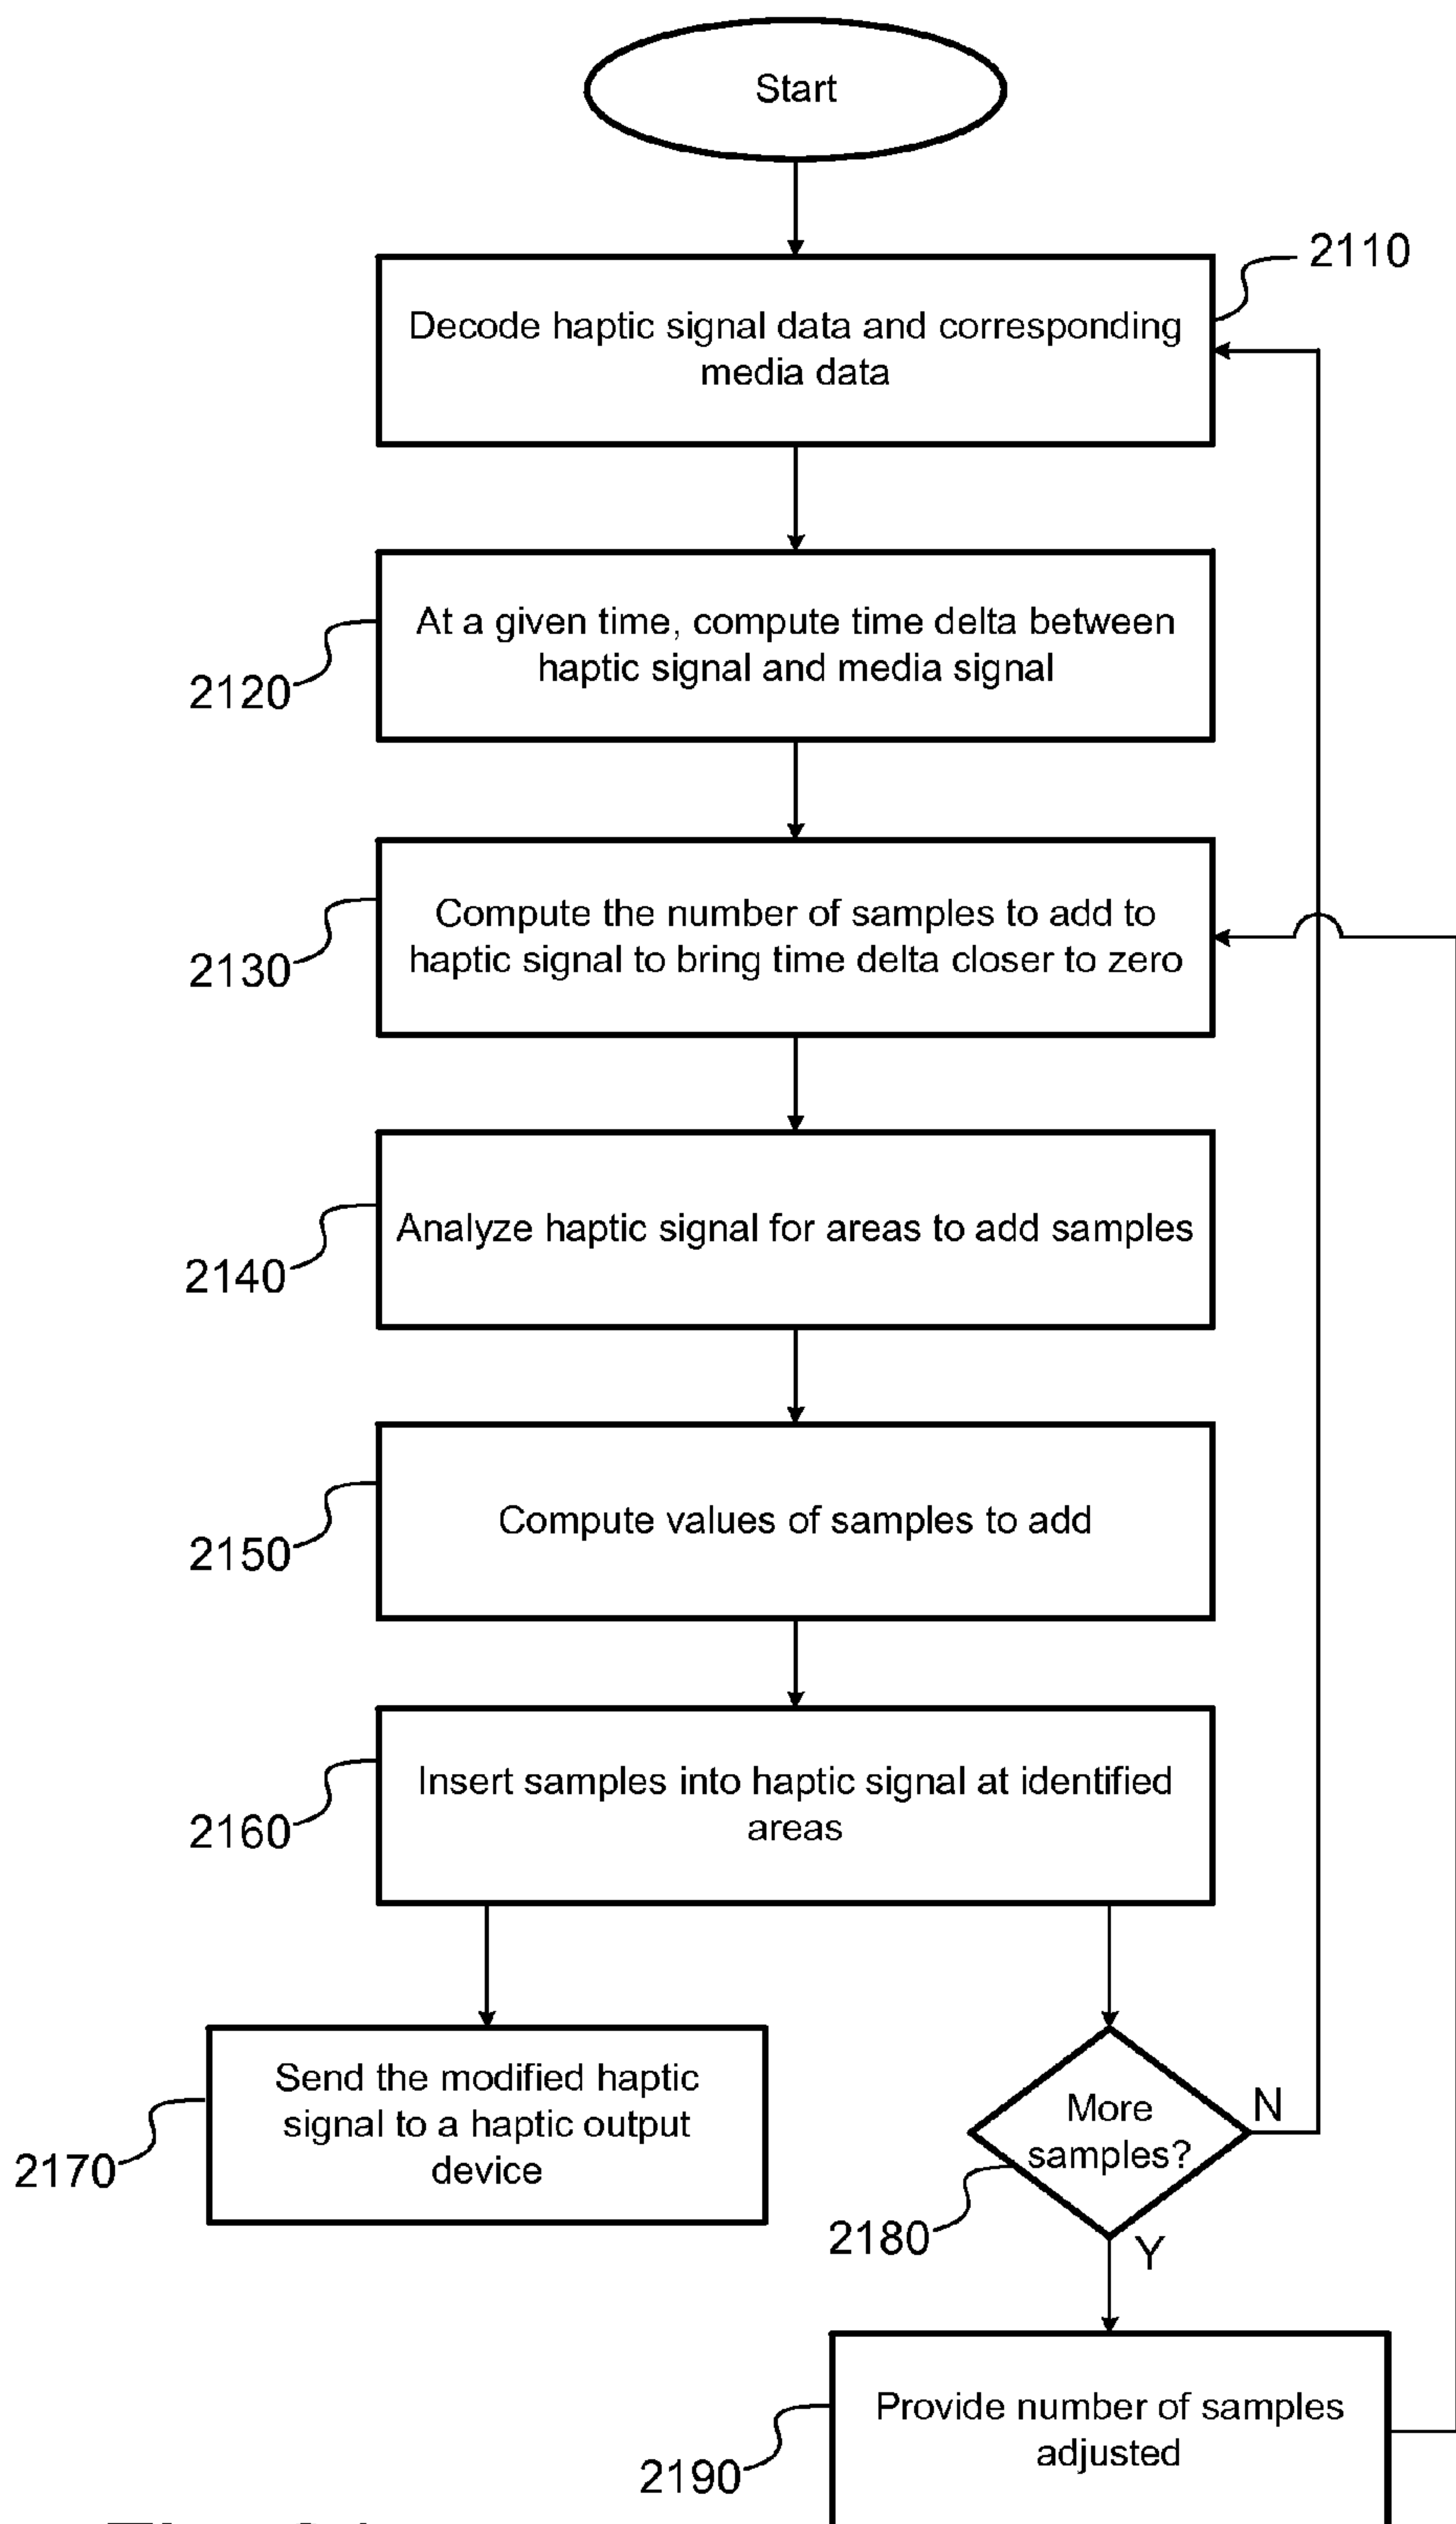 Start
2110
Decode haptic signal data and corresponding
media data
At a given time, compute time delta between
haptic signal and media signal
2120
Compute the number of samples to add to
haptic signal to bring time delta closer to zero
2130
Analyze haptic signal for areas to add samples
2140
Compute values of samples to add
2150
Insert samples into haptic signal at identified
areas
2160
Send the modified haptic
signal to a haptic output
device
2170
More
samples?
N
2180
Y
Provide number of samples
adjusted
2190